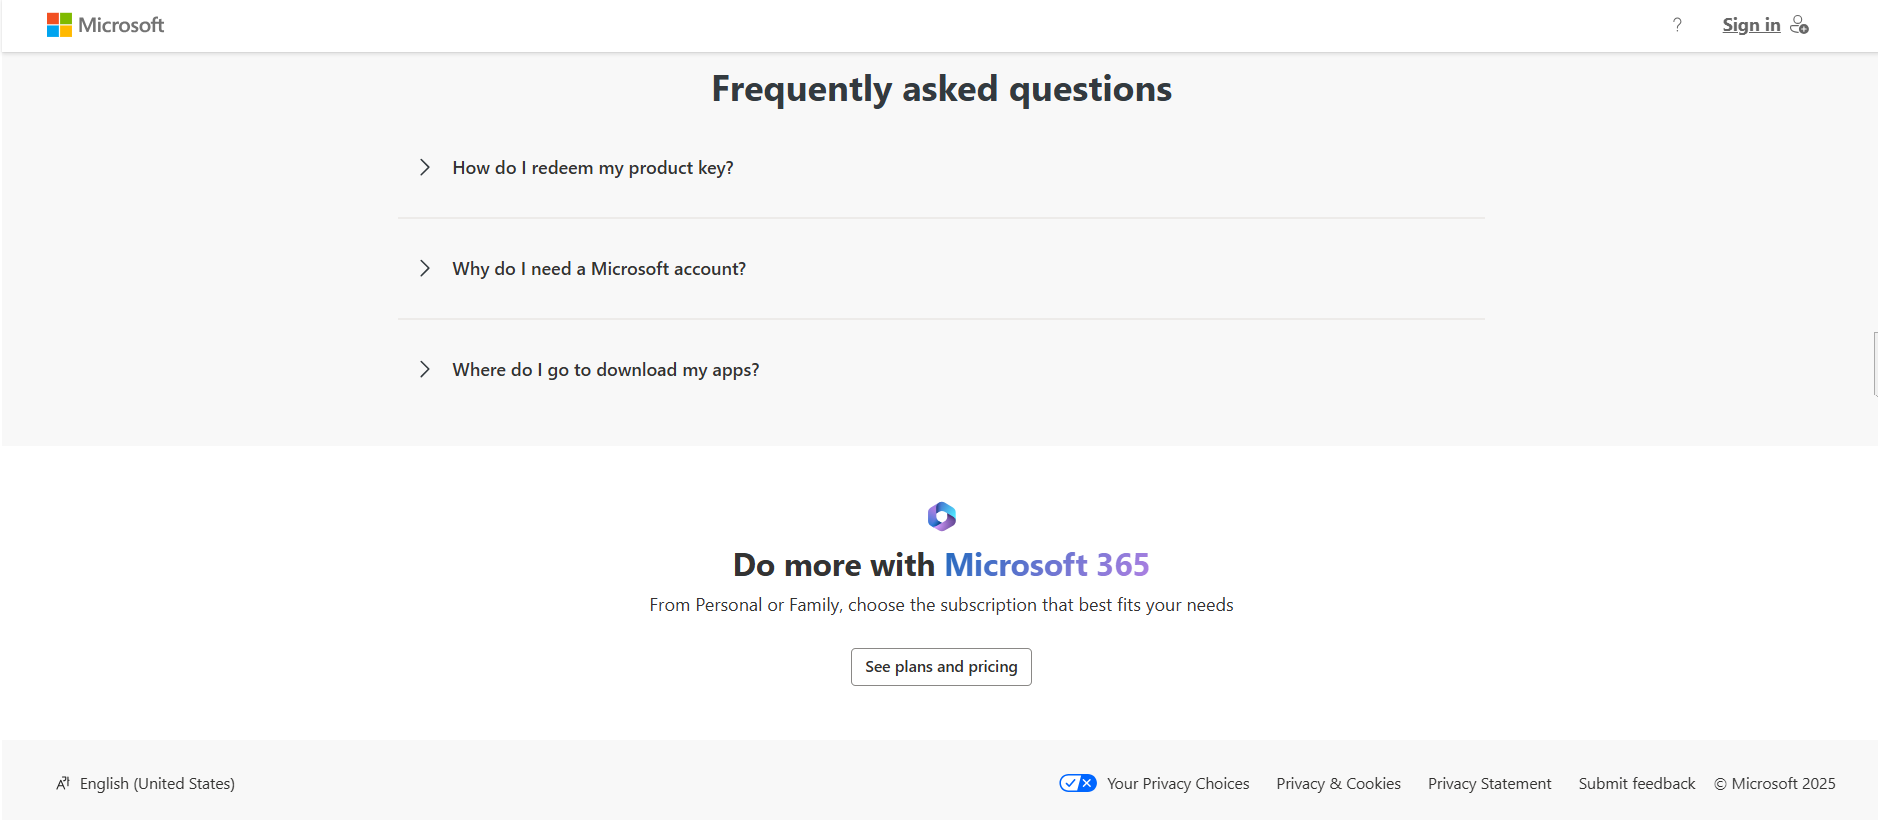 Microsoft
?
Sign in
Frequently asked questions
How do I redeem my product key?
Why do I need a Microsoft account?
Where do I go to download my apps?
Do more with Microsoft 365
From Personal or Family, choose the subscription that best fits your needs
See plans and pricing
English (United States)
Your Privacy Choices
Privacy & Cookies
Privacy Statement
Submit feedback
© Microsoft 2025